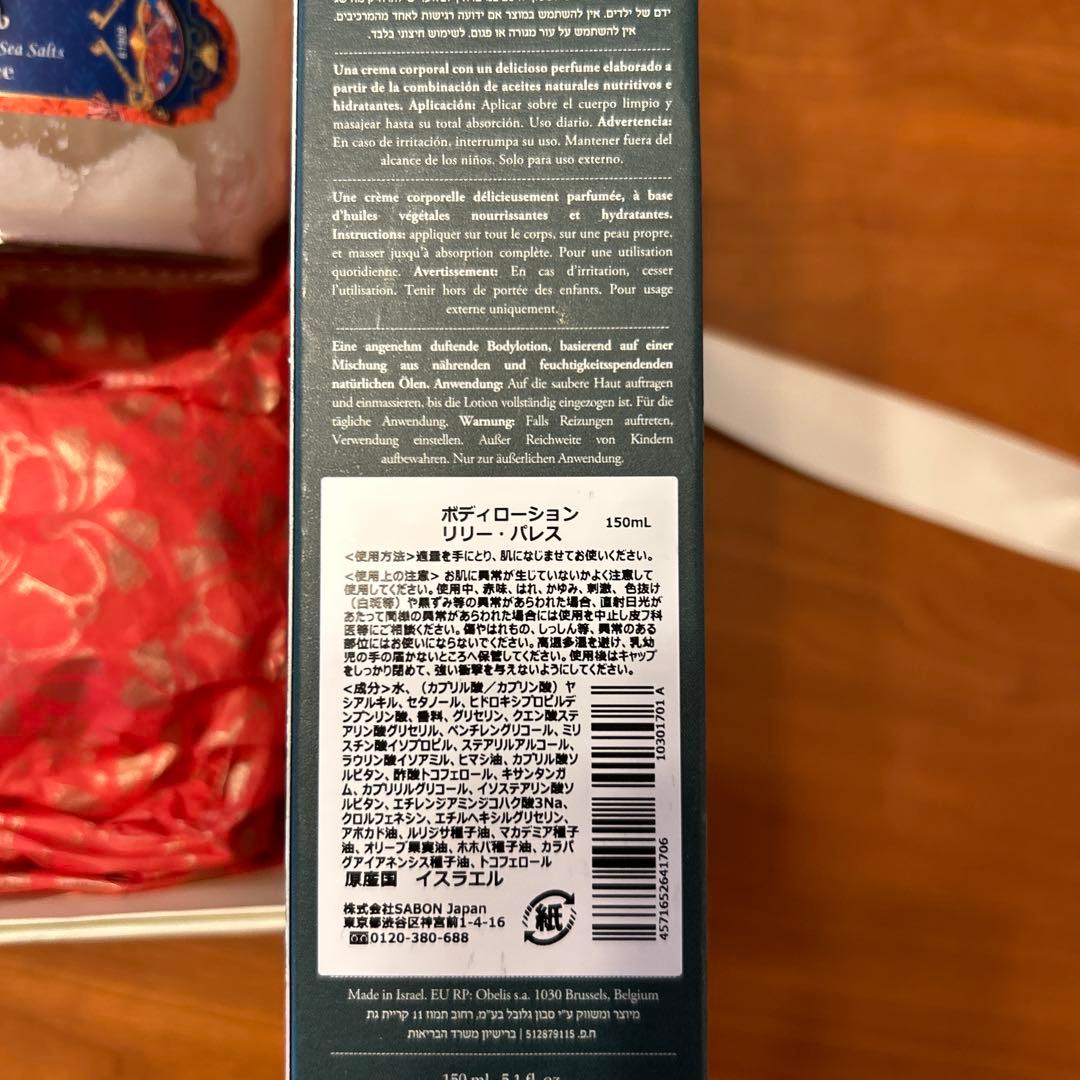 Sea Salts
ידם של ילדים. אין להשתמש במוצר אם ידועה רגישות לאחד מהמרכיבים.
אין להשתמש על עור מגורה או פגום. לשימוש חיצוני בלבד.
Una crema corporal con un delicioso perfume elaborado a
partir de la combinación de aceites naturales nutritivos e
hidratantes. Aplicación: Aplicar sobre el cuerpo limpio y
masajear hasta su total absorción. Uso diario. Advertencia:
En caso de irritación, interrumpa su uso. Mantener fuera del
alcance de los niños. Solo para uso externo.
Une crème corporelle délicieusement parfumée, à base
d'huiles végétales nourrissantes et hydratantes.
Instructions: appliquer sur tout le corps, sur une peau propre,
et masser jusqu'à absorption complète. Pour une utilisation
quotidienne. Avertissement: En cas d'irritation, cesser
l'utilisation. Tenir hors de portée des enfants. Pour usage
externe uniquement.
Eine angenehm duftende Bodylotion, basierend auf einer
Mischung aus nährenden und feuchtigkeitsspendenden
natürlichen Ölen. Anwendung: Auf die saubere Haut auftragen
und einmassieren, bis die Lotion vollständig eingezogen ist. Für die
tägliche Anwendung. Warnung: Falls Reizungen auftreten,
Verwendung einstellen. Außer Reichweite von Kindern
aufbewahren. Nur zur äußerlichen Anwendung.
ボディローション 150mL
リリー・パレス
<使用方法>適量を手にとり、肌になじませてお使いください。
<使用上の注意> お肌に異常が生じていないかよく注意して
使用してください。使用中、赤味、はれ、かゆみ、刺激、色抜け
(白斑等)や黒ずみ等の異常があらわれた場合、直射日光が
あたって同様の異常があらわれた場合には使用を中止し皮フ科
医等にご相談ください。傷やはれもの、しっしん等、異常のある
部位にはお使いにならないでください。高温多湿を避け、乳幼
児の手の届かないところへ保管してください。使用後はキャップ
をしっかり閉めて、強い衝撃を与えないようにしてください。
<成分>水、(カプリル酸/カプリン酸)ヤ
シアルキル、セタノール、ヒドロキシプロピルデ
ンプンリン酸、香料、グリセリン、クエン酸ステ
アリン酸グリセリル、ペンチレングリコール、ミリ
スチン酸イソプロピル、ステアリルアルコール、
ラウリン酸イソアミル、ヒマシ油、カプリル酸ソ
ルビタン、酢酸トコフェロール、キサンタンガ
ム、カプリリルグリコール、イソステアリン酸ソ
ルビタン、エチレンジアミンジコハク酸3Na、
クロルフェネシン、エチルヘキシルグリセリン、
アボカド油、ルリジサ種子油、マカデミア種子
油、オリーブ果実油、ホホバ種子油、カラパ
グアイアネンシス種子油、トコフェロール
原産国 イスラエル
株式会社SABON Japan
東京都渋谷区神宮前1-4-16
0120-380-688
紙
10301701 A
4571652641706
Made in Israel. EU RP: Obelis s.a. 1030 Brussels, Belgium
מיוצר ומשווק ע"י סבון גלובל בע"מ, רחוב תמוז 11 קריית גת
ח.פ. 512879115 | ברישיון משרד הבריאות
150 ml 5.1 fl. oz